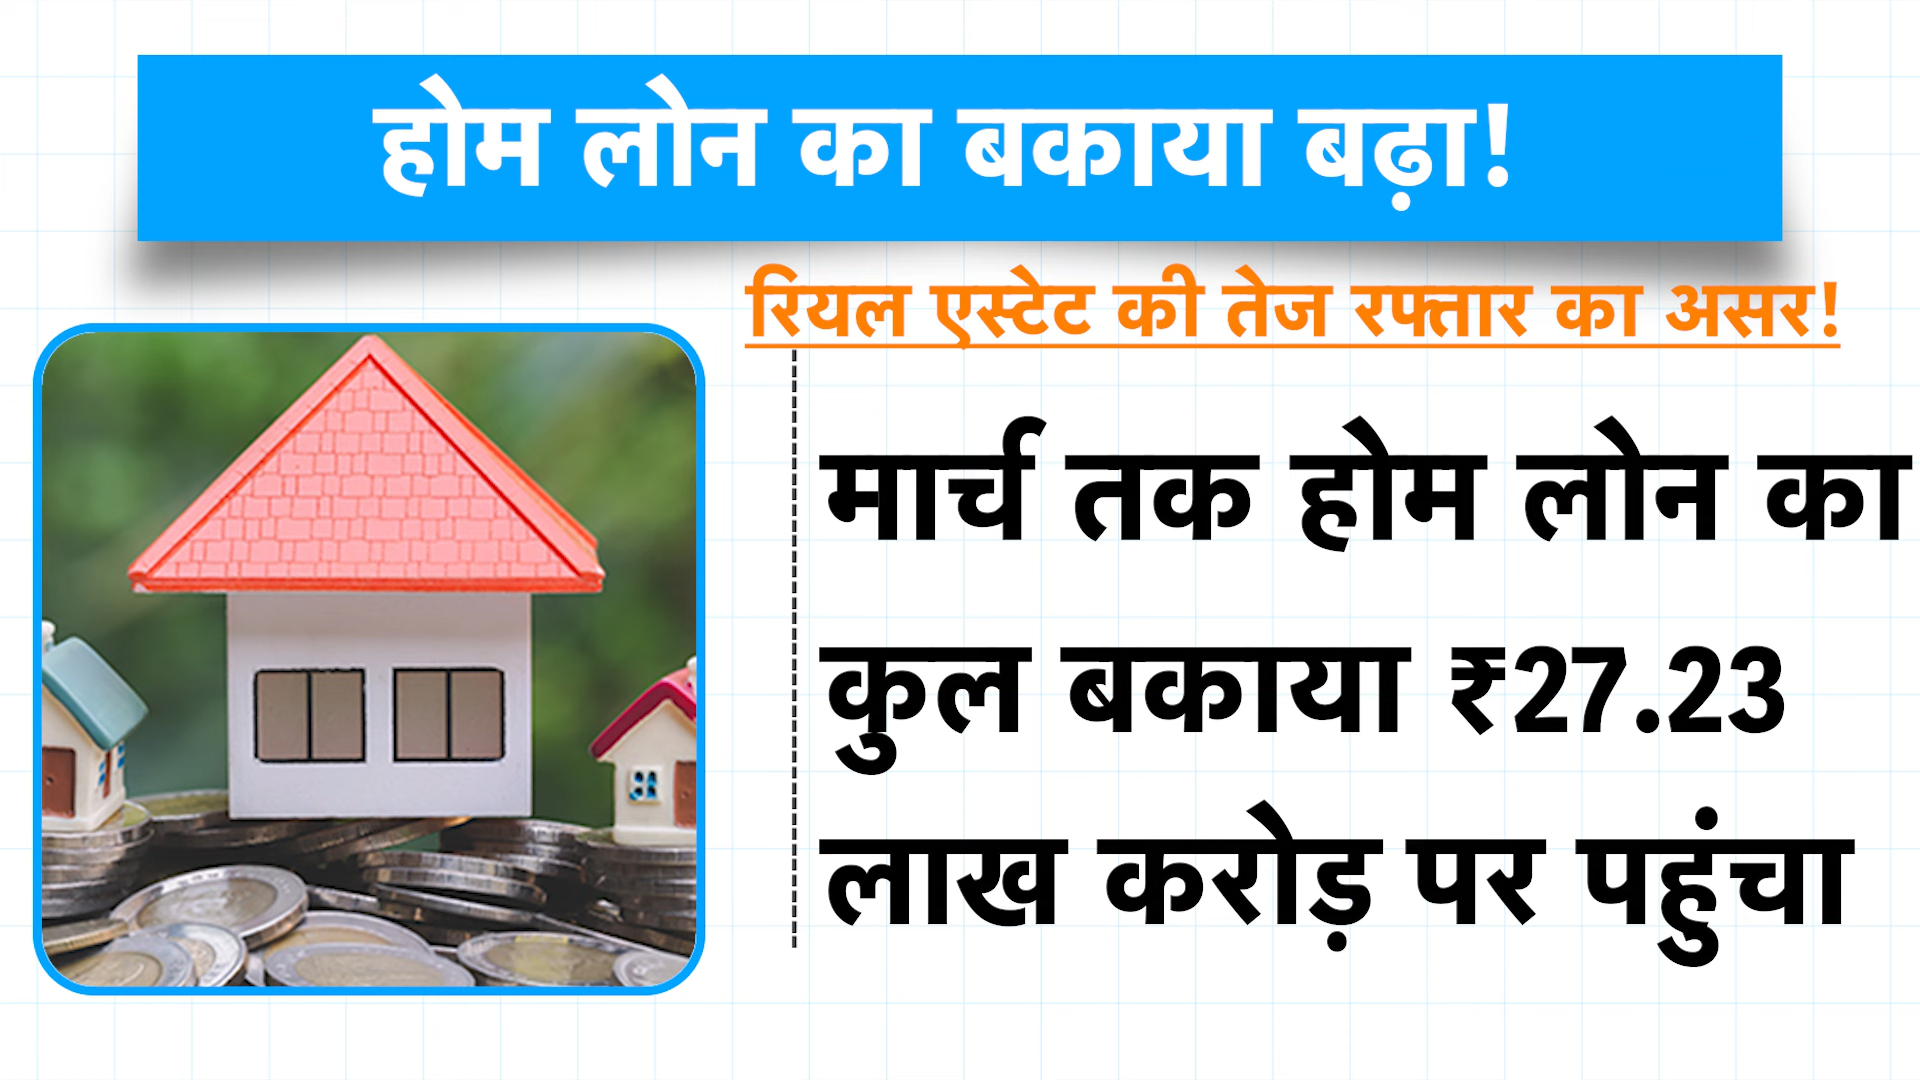 होम लोन का बकाया बढ़ा!
रियल एस्टेट की तेज रफ्तार का असर!
मार्च तक होम लोन का
कुल बकाया ₹27.23
लाख करोड़ पर पहुंचा